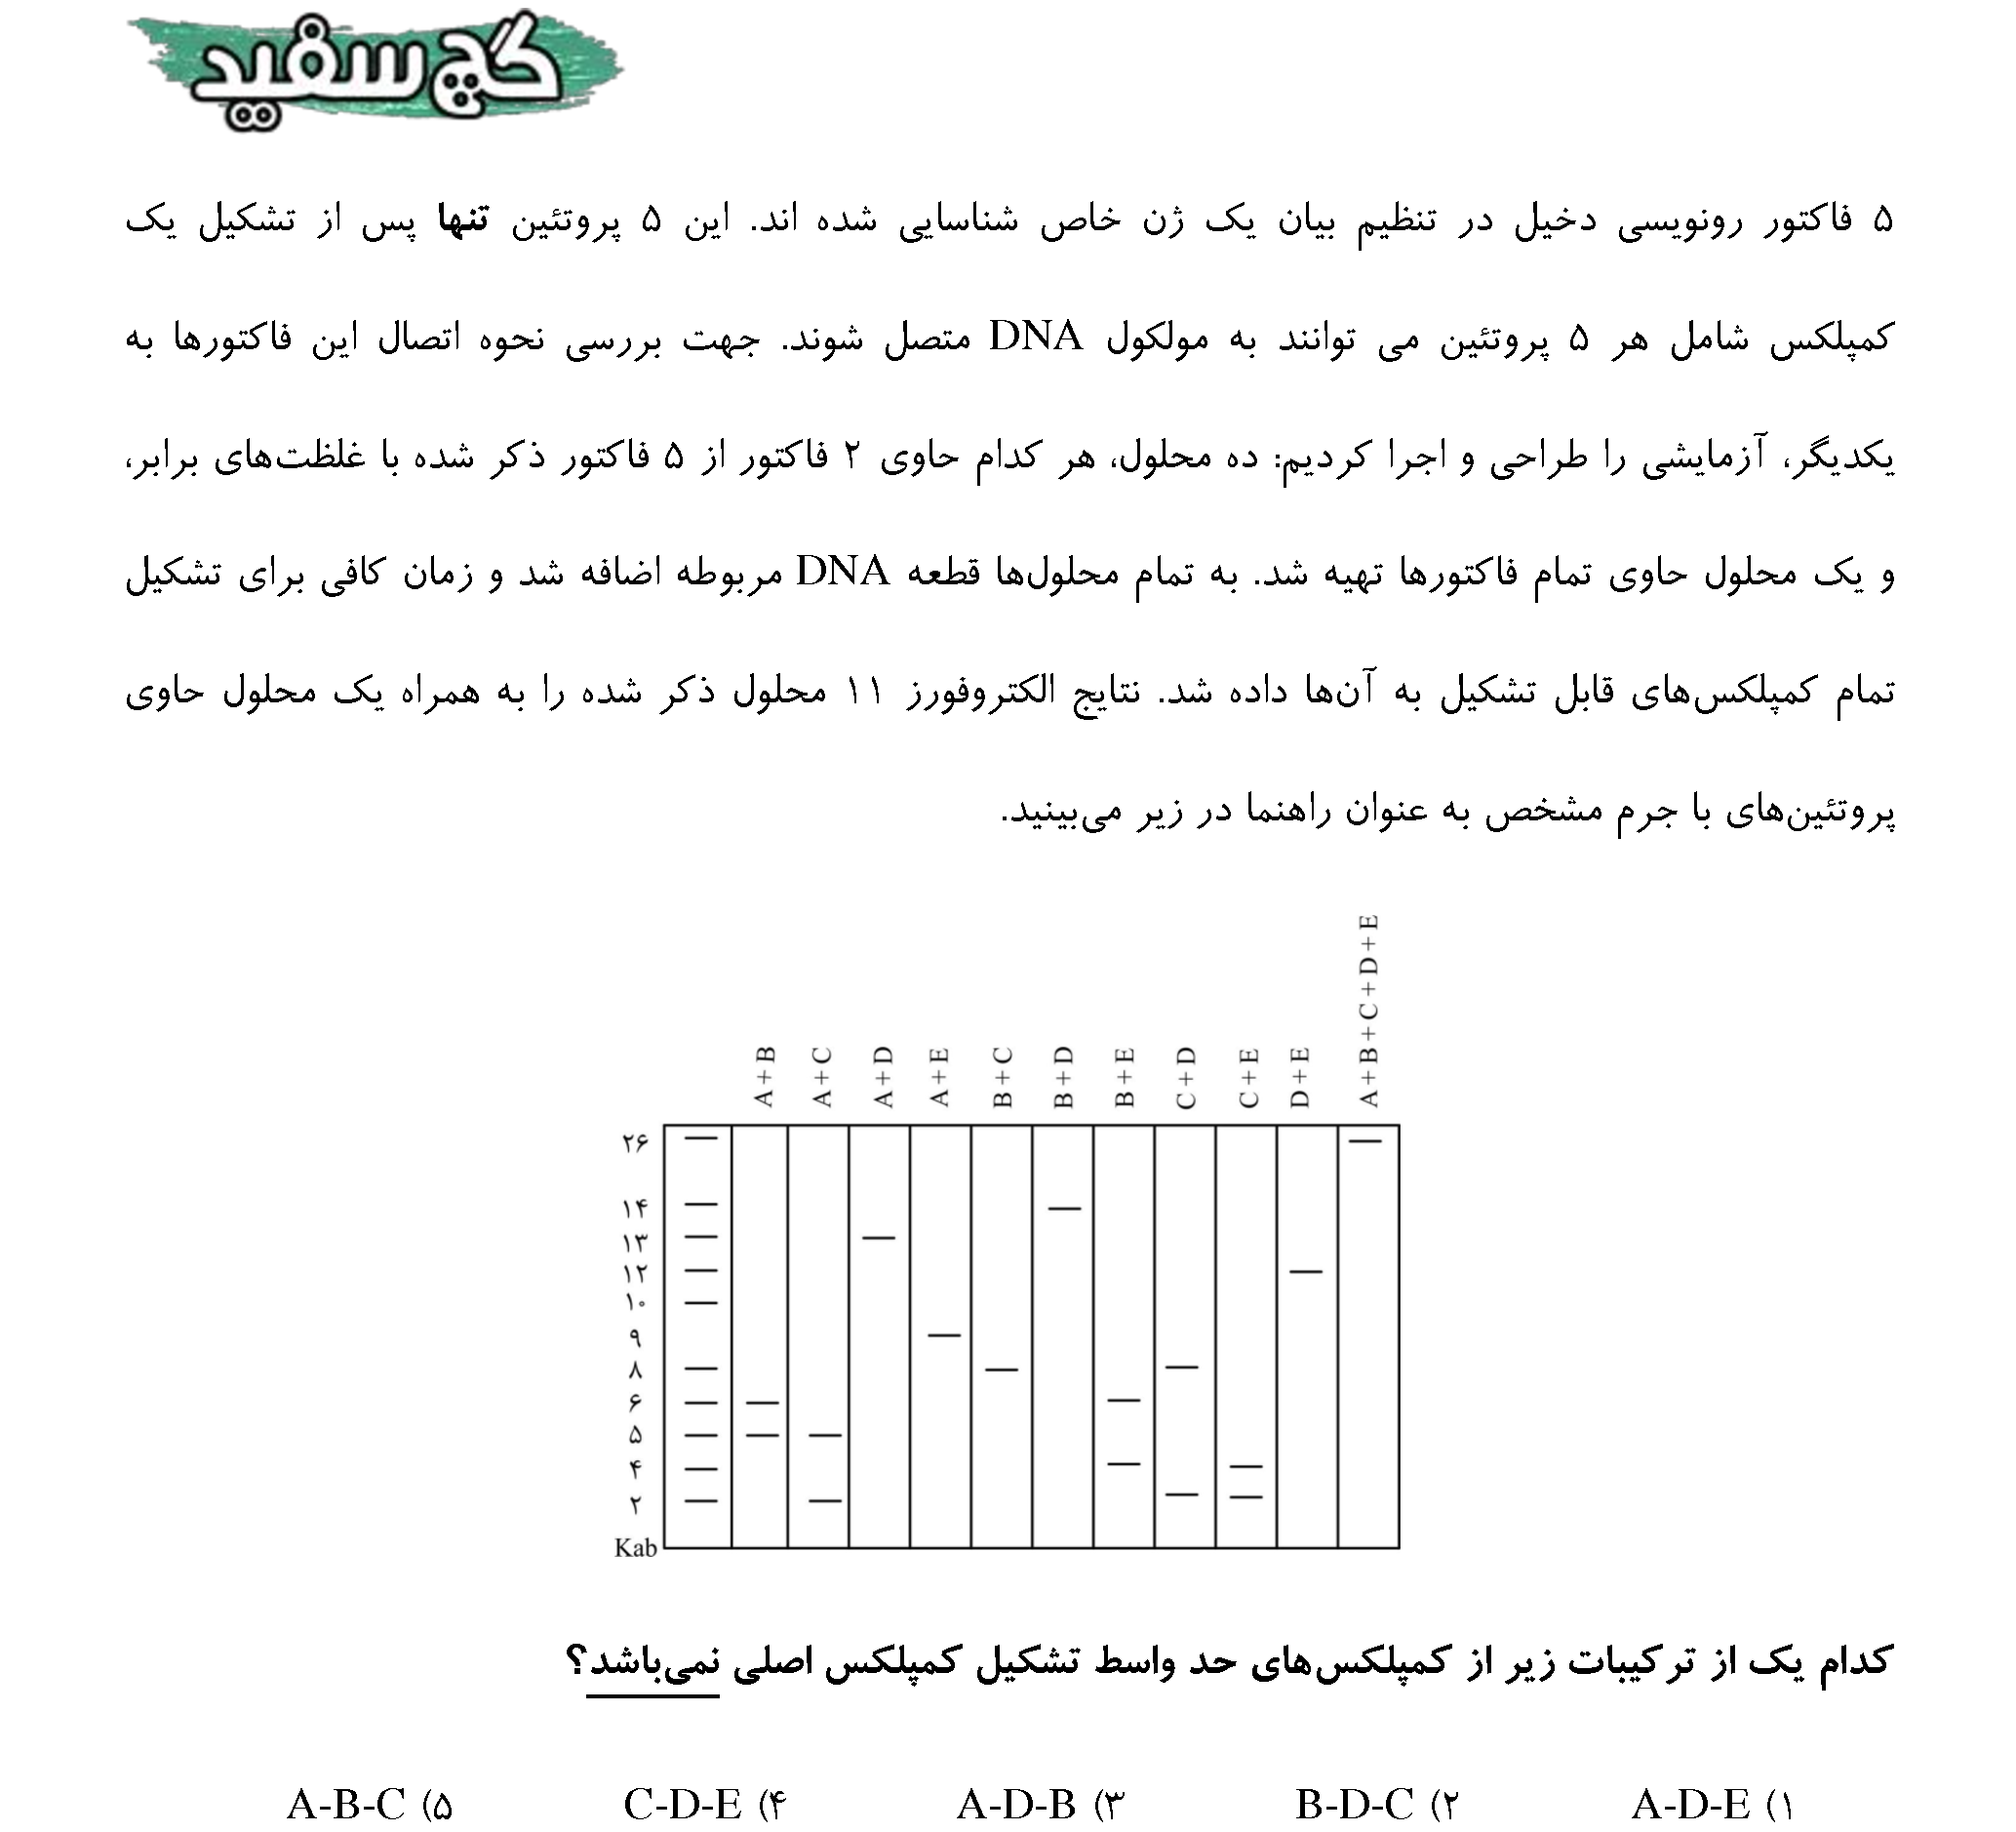 گچ سفید
۵ فاکتور رونویسی دخیل در تنظیم بیان یک ژن خاص شناسایی شده اند. این ۵ پروتئین تنها پس از تشکیل یک
کمپلکس شامل هر ۵ پروتئین می توانند به مولکول DNA متصل شوند. جهت بررسی نحوه اتصال این فاکتورها به
یکدیگر، آزمایشی را طراحی و اجرا کردیم: ده محلول، هر کدام حاوی ۲ فاکتور از ۵ فاکتور ذکر شده با غلظت‌های برابر،
و یک محلول حاوی تمام فاکتورها تهیه شد. به تمام محلول‌ها قطعه DNA مربوطه اضافه شد و زمان کافی برای تشکیل
تمام کمپلکس‌های قابل تشکیل به آن‌ها داده شد. نتایج الکتروفورز ۱۱ محلول ذکر شده را به همراه یک محلول حاوی
پروتئین‌های با جرم مشخص به عنوان راهنما در زیر می‌بینید.
A+B
A+C
A+D
A+E
B+C
B+D
B+E
C+D
C+E
D+E
A+B+C+D+E
۲۶
۱۴
۱۳
۱۲
۱۰
۹
۸
۶
۵
۴
۲
Kab
کدام یک از ترکیبات زیر از کمپلکس‌های حد واسط تشکیل کمپلکس اصلی نمی‌باشد؟
۱) A-D-E ۲) B-D-C ۳) A-D-B ۴) C-D-E ۵) A-B-C